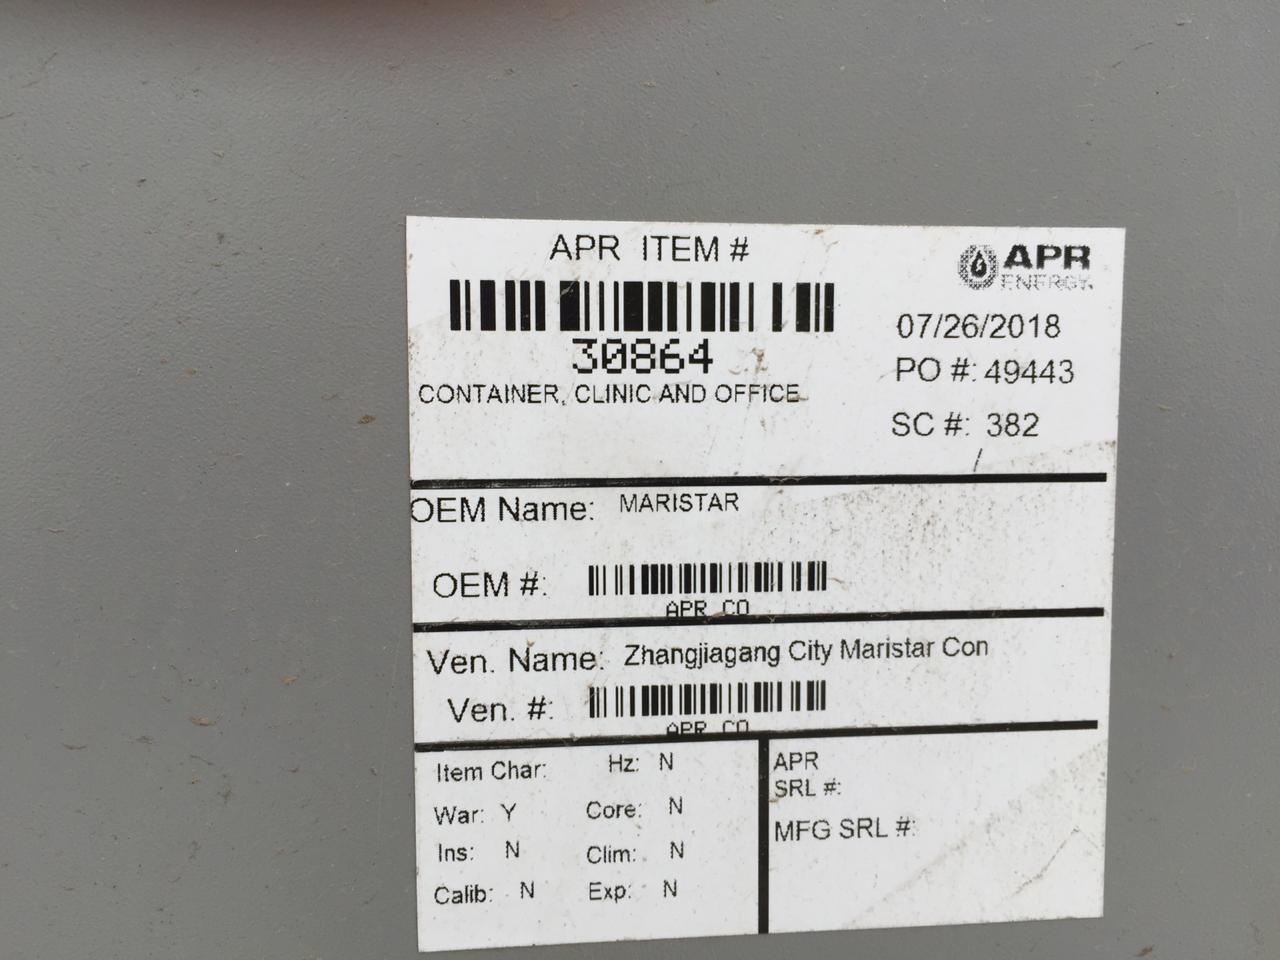 APR ITEM #
APR
ENERGY
30864
CONTAINER, CLINIC AND OFFICE
07/26/2018
PO #: 49443
SC #: 382
OEM Name: MARISTAR
OEM #:
APR CO
Ven. Name: Zhangjiagang City Maristar Con
Ven. #:
APR CO
Item Char: Hz: N
War: Y Core: N
Ins: N Clim: N
Calib: N Exp: N
APR
SRL #:
MFG SRL #: